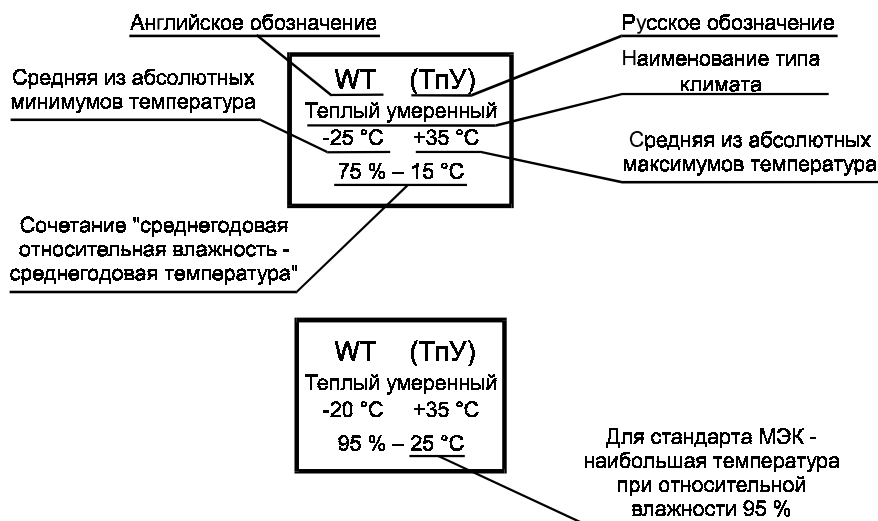 Английское обозначение
Русское обозначение
WT (ТпУ)
Наименование типа
климата
Средняя из абсолютных
минимумов температура
Теплый умеренный
-25 °С +35 °С
Средняя из абсолютных
максимумов температура
75 % – 15 °С
Сочетание "среднегодовая
относительная влажность -
среднегодовая температура"
WT (ТпУ)
Теплый умеренный
-20 °С +35 °С
95 % – 25 °С
Для стандарта МЭК -
наибольшая температура
при относительной
влажности 95 %